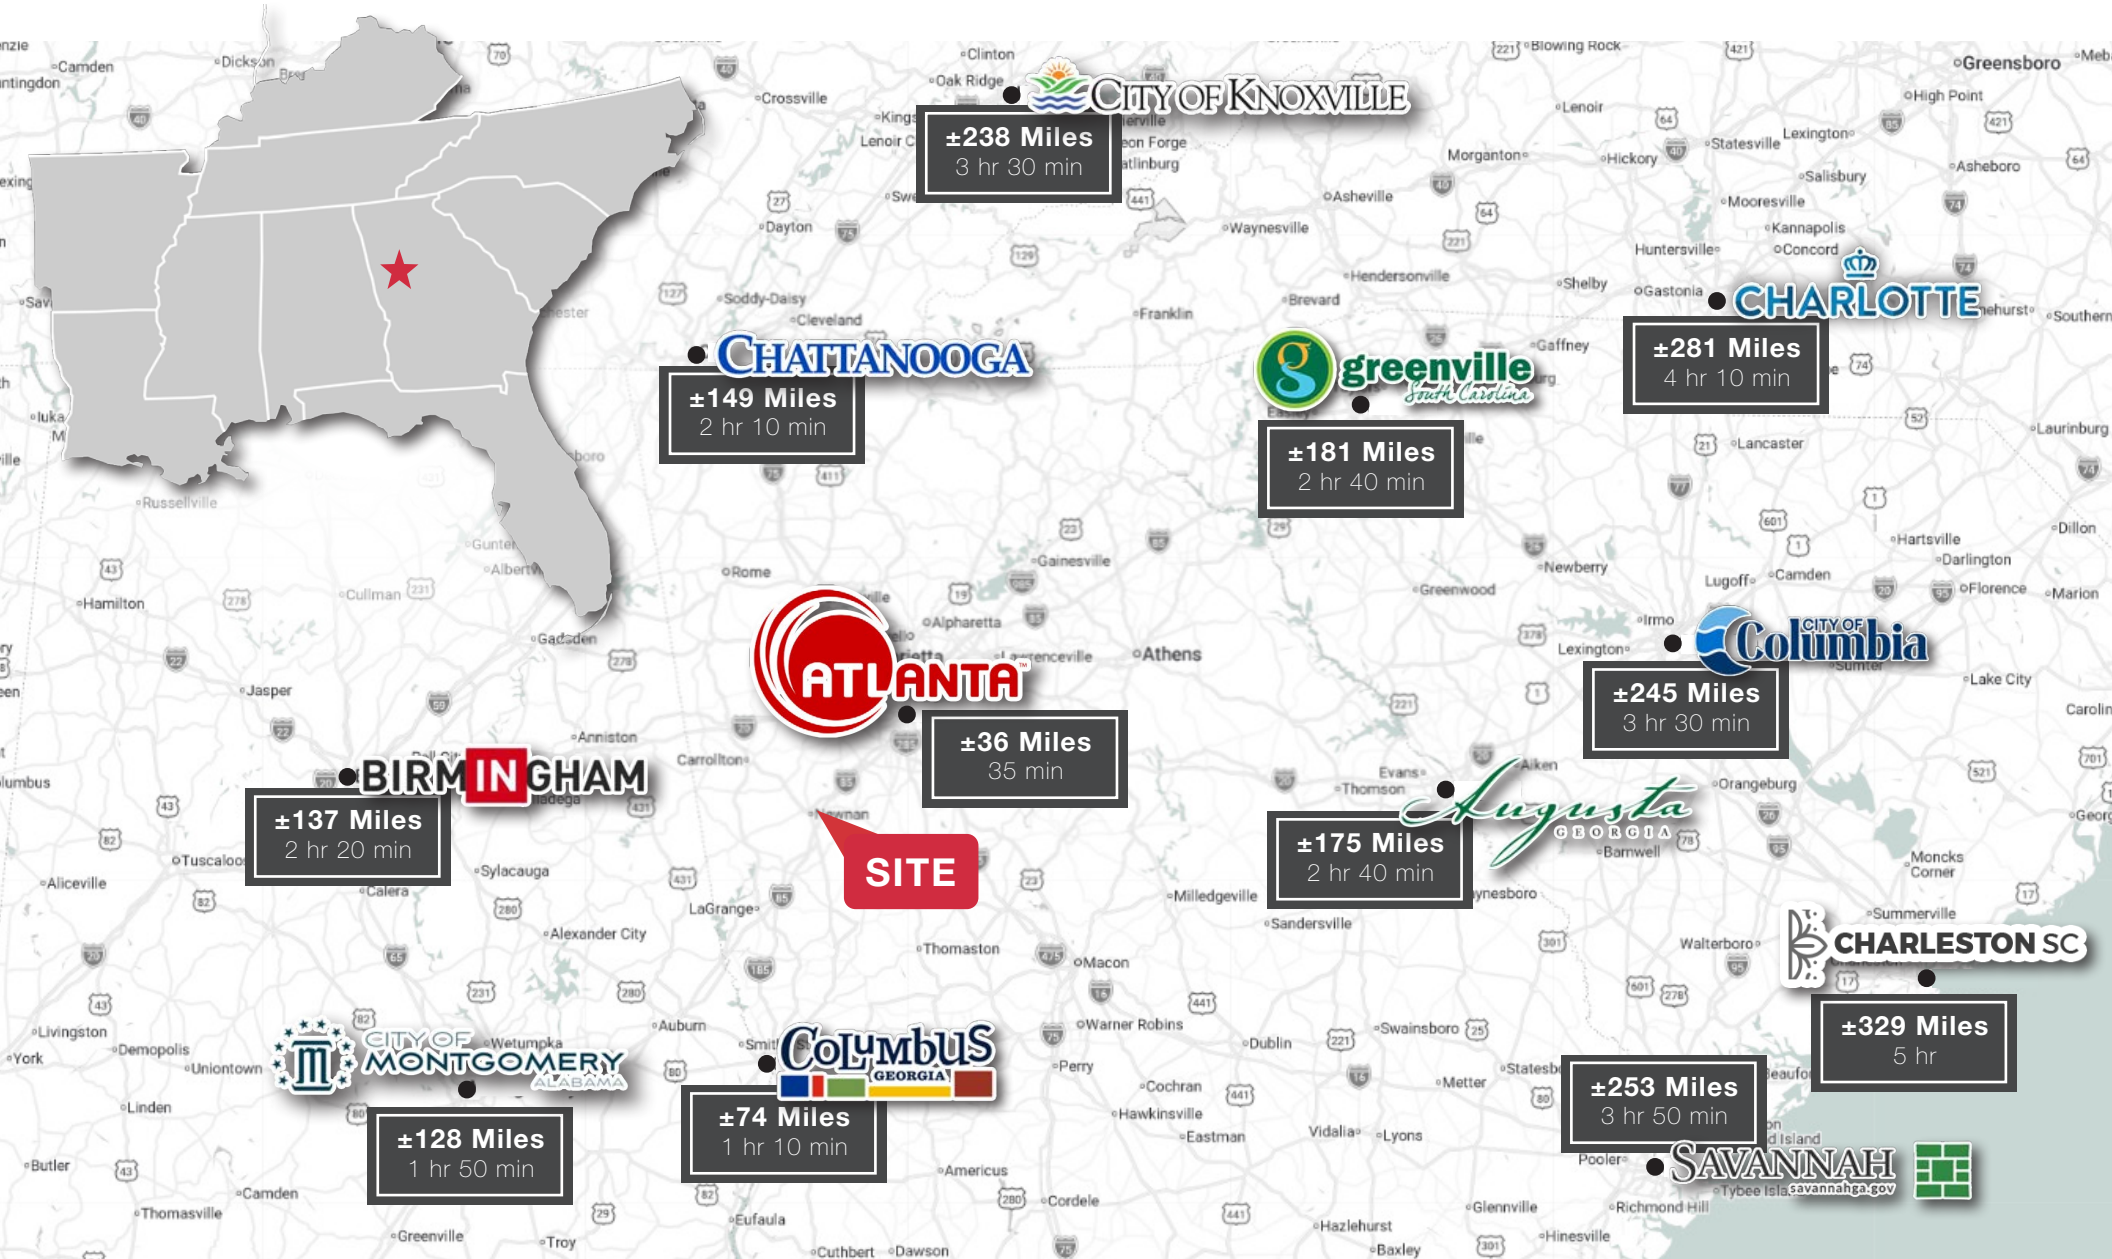 Clinton
Blowing Rock
Greensboro
Camden
Dickson
Oak Ridge
CITY OF KNOXVILLE
High Point
Crossville
Lenoir
Lexington
±238 Miles
3 hr 30 min
Morganton
Hickory
Statesville
Asheboro
Salisbury
Asheville
Mooresville
Dayton
Waynesville
Kannapolis
Huntersville
Concord
Hendersonville
Shelby
Gastonia
CHARLOTTE
Soddy-Daisy
Brevard
Cleveland
Franklin
±281 Miles
4 hr 10 min
CHATTANOOGA
Gaffney
greenville
South Carolina
±149 Miles
2 hr 10 min
Laurinburg
Lancaster
±181 Miles
2 hr 40 min
Russellville
Dillon
Hartsville
Darlington
Gainesville
Rome
Newberry
Lugoff
Camden
Cullman
Greenwood
Florence
Marion
Hamilton
Alpharetta
Irmo
Gadsden
CITY OF
Columbia
Lexington
Athens
Lawrenceville
ATLANTA™
Sumter
Lake City
Jasper
±245 Miles
3 hr 30 min
±36 Miles
35 min
Anniston
Carrollton
BIRMINGHAM
Evans
Aiken
Thomson
Orangeburg
Augusta
GEORGIA
Newnan
±137 Miles
2 hr 20 min
±175 Miles
2 hr 40 min
Barnwell
Tuscaloo
SITE
Moncks
Corner
Sylacauga
Aliceville
Calera
Milledgeville
LaGrange
Summerville
Sandersville
Alexander City
Thomaston
Walterboro
CHARLESTON SC
Macon
±329 Miles
5 hr
Auburn
Warner Robins
Swainsboro
Livingston
Dublin
CITY OF
MONTGOMERY
ALABAMA
Wetumpka
COLUMBUS
GEORGIA
Demopolis
York
Uniontown
Perry
Cochran
Metter
±253 Miles
3 hr 50 min
Linden
±74 Miles
1 hr 10 min
Hawkinsville
±128 Miles
1 hr 50 min
Eastman
Vidalia
Lyons
Butler
Americus
Pooler
SAVANNAH
savannahga.gov
Camden
Cordele
Thomasville
Glennville
Richmond Hill
Eufaula
Hazlehurst
Greenville
Troy
Hinesville
Cuthbert
Dawson
Baxley